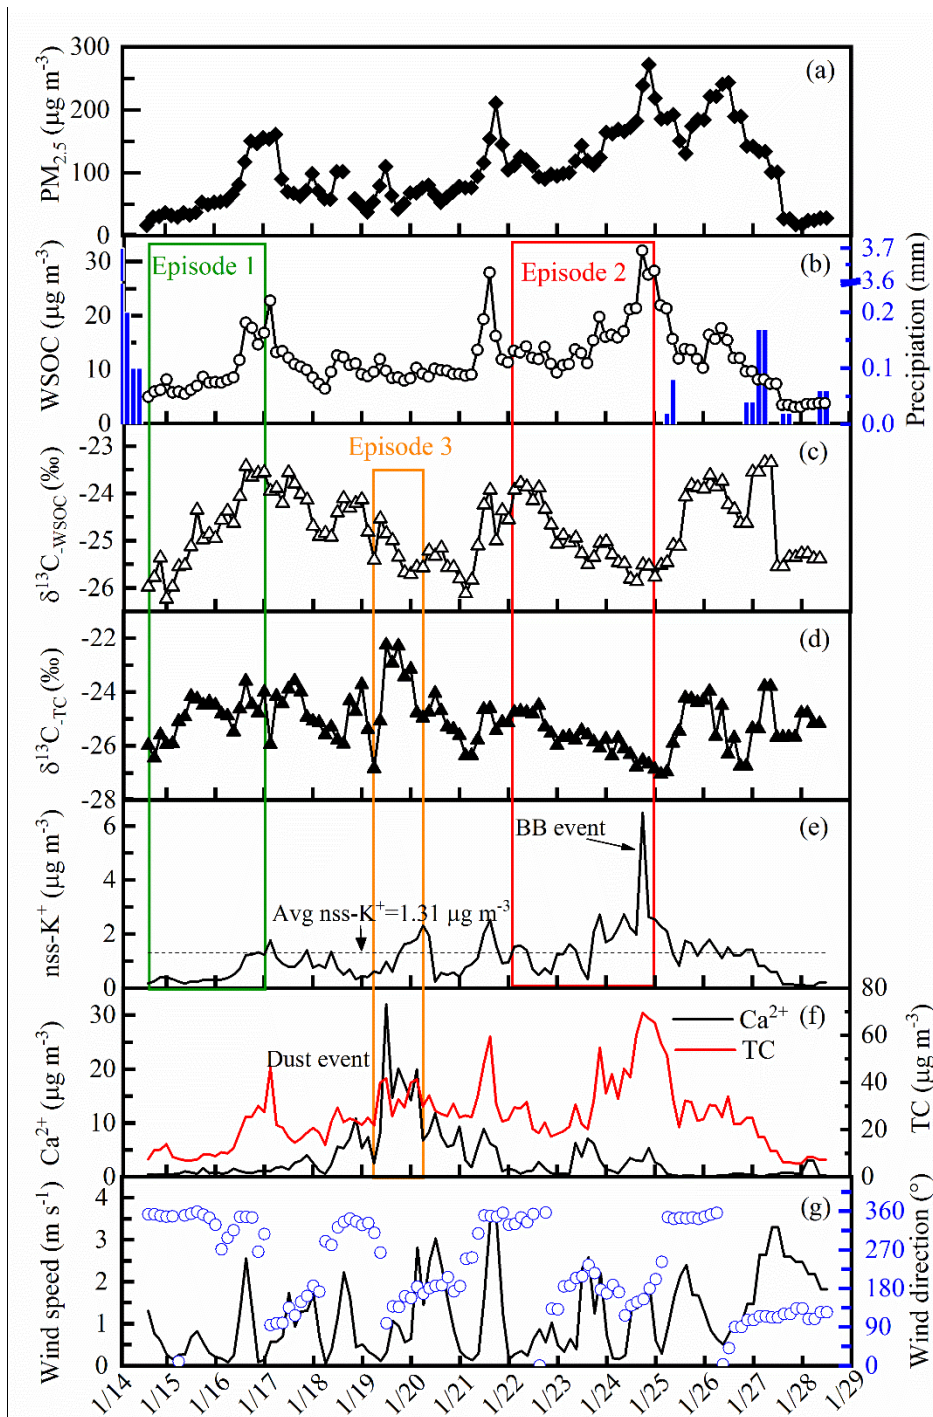 300
200
100
0
PM2.5 (μg m-3)
(a)
30
20
10
0
WSOC (μg m-3)
Episode 1
Episode 2
(b)
3.7
3.6
0.2
0.1
0.0
Precipiation (mm)
-23
-24
-25
-26
δ13C-WSOC (‰)
Episode 3
(c)
-22
-24
-26
-28
δ13C-TC (‰)
(d)
6
4
2
0
nss-K+ (μg m-3)
BB event
(e)
Avg nss-K+=1.31 μg m-3
30
20
10
0
Ca2+ (μg m-3)
Dust event
(f)
Ca2+
TC
80
60
40
20
0
TC (μg m-3)
4
3
2
1
0
Wind speed (m s-1)
(g)
360
270
180
90
0
Wind direction (°)
1/14 1/15 1/16 1/17 1/18 1/19 1/20 1/21 1/22 1/23 1/24 1/25 1/26 1/27 1/28 1/29